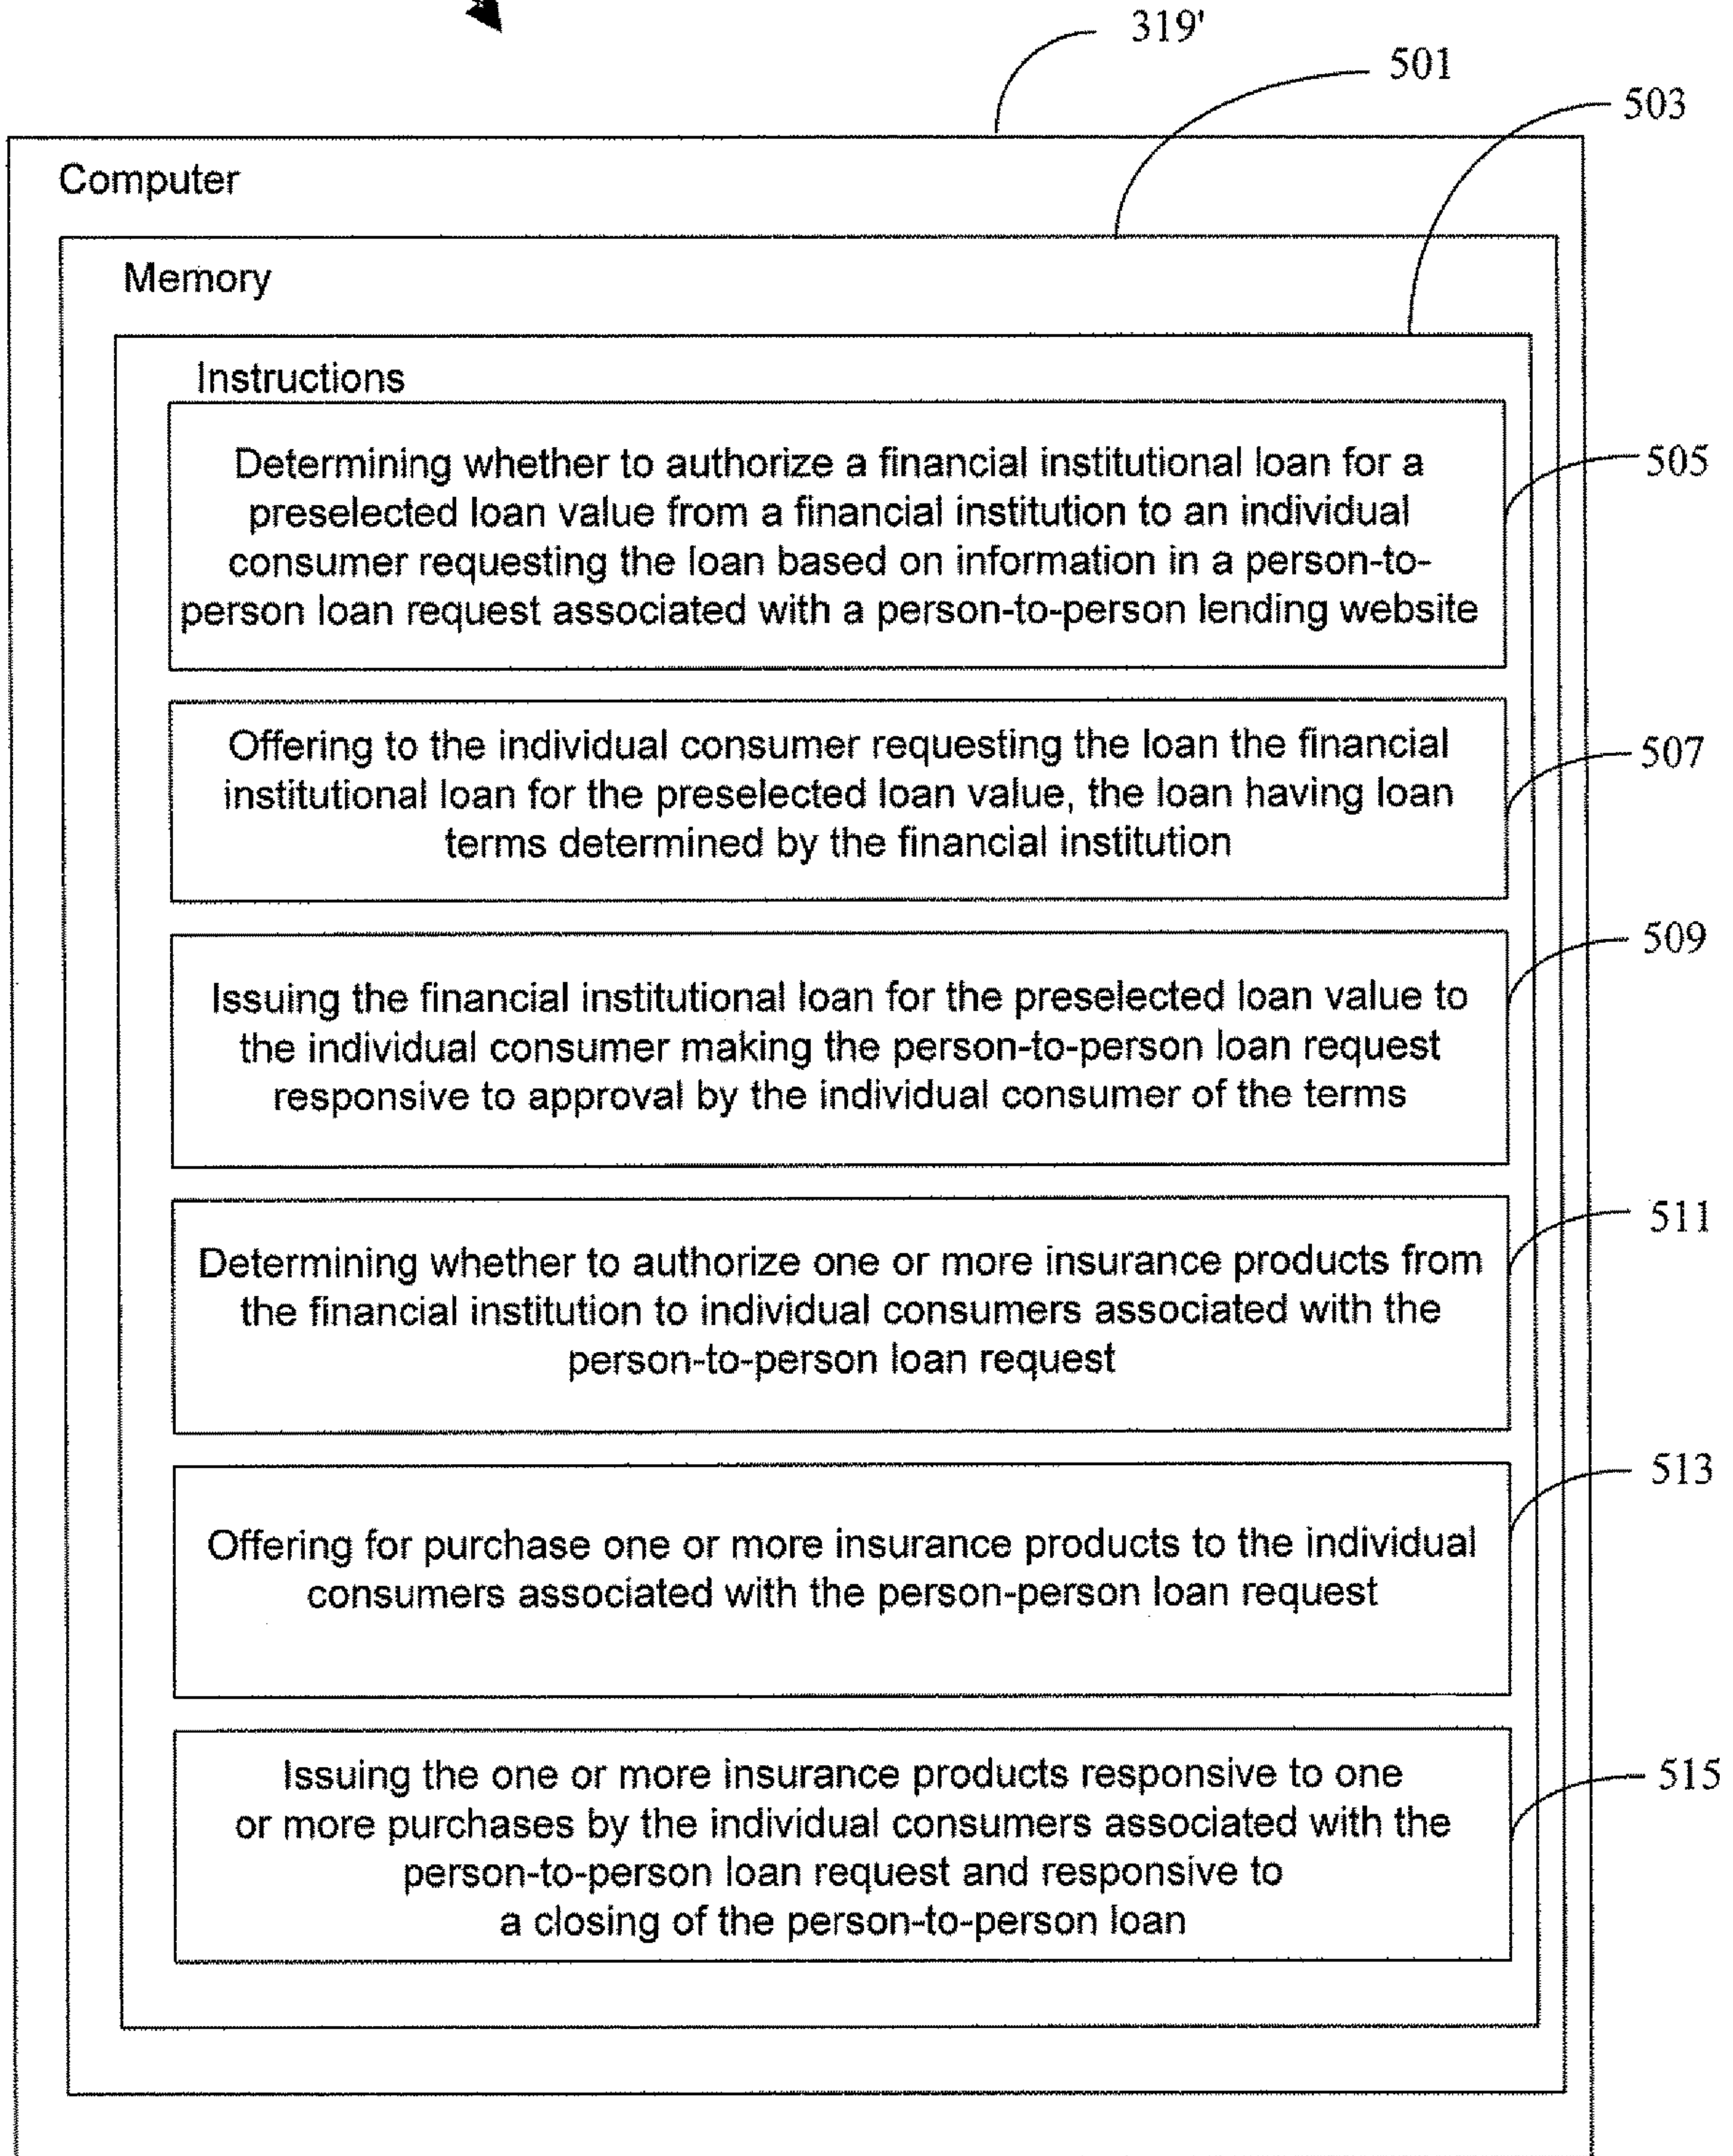 319'
501
503
Computer
Memory
Instructions
Determining whether to authorize a financial institutional loan for a
preselected loan value from a financial institution to an individual
consumer requesting the loan based on information in a person-to-
person loan request associated with a person-to-person lending website
505
Offering to the individual consumer requesting the loan the financial
institutional loan for the preselected loan value, the loan having loan
terms determined by the financial institution
507
Issuing the financial institutional loan for the preselected loan value to
the individual consumer making the person-to-person loan request
responsive to approval by the individual consumer of the terms
509
Determining whether to authorize one or more insurance products from
the financial institution to individual consumers associated with the
person-to-person loan request
511
Offering for purchase one or more insurance products to the individual
consumers associated with the person-person loan request
513
Issuing the one or more insurance products responsive to one
or more purchases by the individual consumers associated with the
person-to-person loan request and responsive to
a closing of the person-to-person loan
515